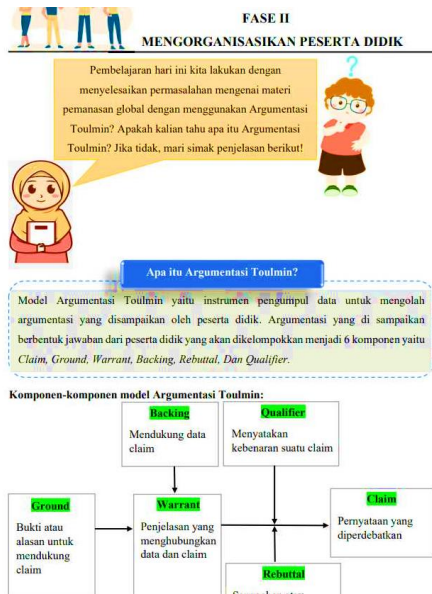 FASE II
MENGORGANISASIKAN PESERTA DIDIK
Pembelajaran hari ini kita lakukan dengan
menyelesaikan permasalahan mengenai materi
pemanasan global dengan menggunakan Argumentasi
Toulmin? Apakah kalian tahu apa itu Argumentasi
Toulmin? Jika tidak, mari simak penjelasan berikut!
?
Apa itu Argumentasi Toulmin?
Model Argumentasi Toulmin yaitu instrumen pengumpul data untuk mengolah
argumentasi yang disampaikan oleh peserta didik. Argumentasi yang di sampaikan
berbentuk jawaban dari peserta didik yang akan dikelompokkan menjadi 6 komponen yaitu
Claim, Ground, Warrant, Backing, Rebuttal, Dan Qualifier.
Komponen-komponen model Argumentasi Toulmin:
Backing
Mendukung data
claim
Qualifier
Menyatakan
kebenaran suatu claim
Ground
Bukti atau
alasan untuk
mendukung
claim
Warrant
Penjelasan yang
menghubungkan
data dan claim
Claim
Pernyataan yang
diperdebatkan
Rebuttal